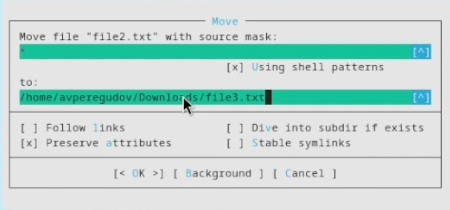 Move
Move file "file2.txt" with source mask:
* [^]
[x] Using shell patterns
to:
/home/avperegudov/Downloads/file3.txt [^]
[ ] Follow links [ ] Dive into subdir if exists
[x] Preserve attributes [ ] Stable symlinks
[< OK >] [ Background ] [ Cancel ]